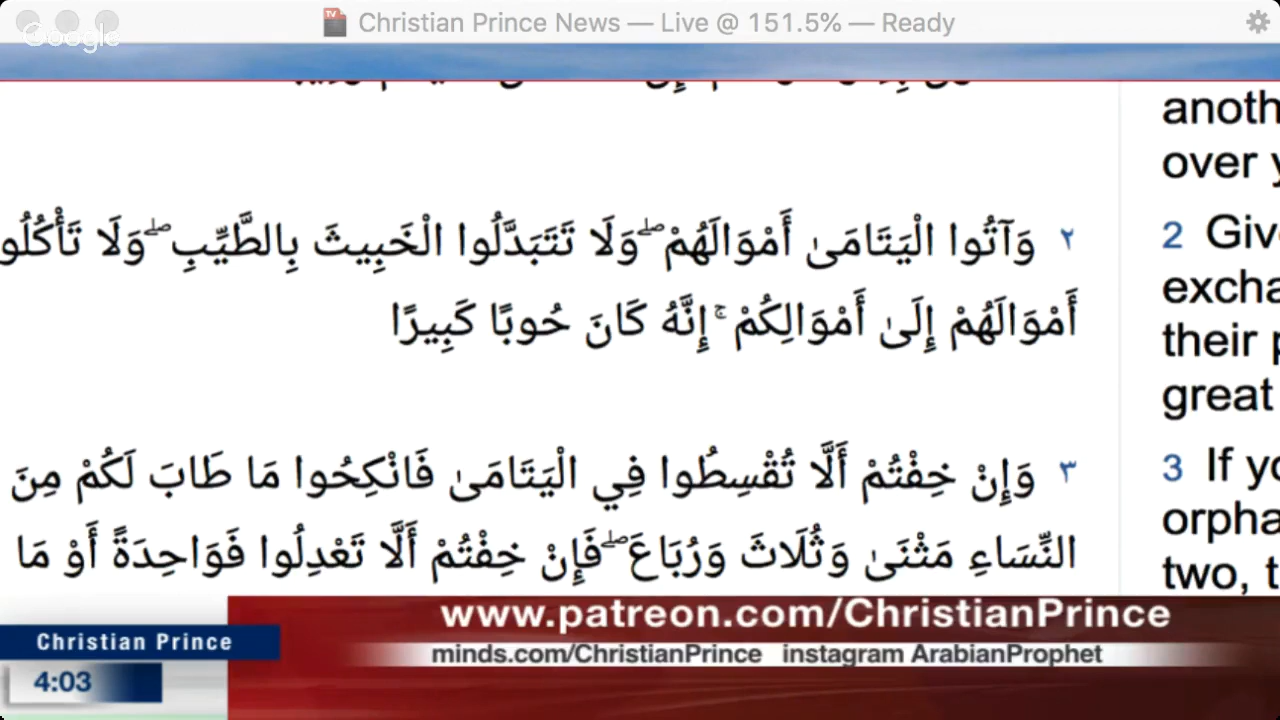 Christian Prince News — Live @ 151.5% — Ready
Google
٢ وَآتُوا الْيَتَامَىٰ أَمْوَالَهُمْ ۖ وَلَا تَتَبَدَّلُوا الْخَبِيثَ بِالطَّيِّبِ ۖ وَلَا تَأْكُلُو
أَمْوَالَهُمْ إِلَىٰ أَمْوَالِكُمْ ۚ إِنَّهُ كَانَ حُوبًا كَبِيرًا
٣ وَإِنْ خِفْتُمْ أَلَّا تُقْسِطُوا فِي الْيَتَامَىٰ فَانْكِحُوا مَا طَابَ لَكُمْ مِنَ
النِّسَاءِ مَثْنَىٰ وَثُلَاثَ وَرُبَاعَ ۖ فَإِنْ خِفْتُمْ أَلَّا تَعْدِلُوا فَوَاحِدَةً أَوْ مَا
anoth
over y
2 Giv
excha
their p
great
3 If yo
orpha
two, t
www.patreon.com/ChristianPrince
Christian Prince
minds.com/ChristianPrince instagram ArabianProphet
4:03